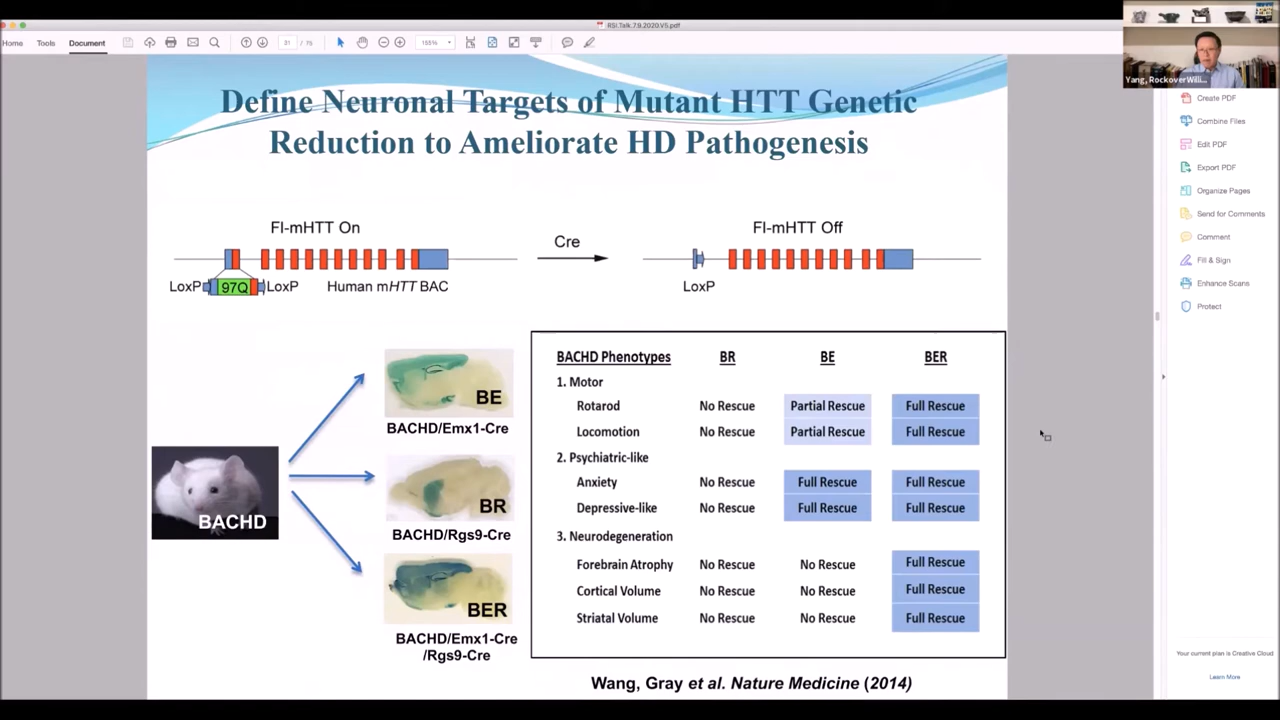 RSI.Talk.7.9.2020.V5.pdf
Home Tools Document
31 / 75
155%
Yang, RockoverWilli...
Create PDF
Combine Files
Edit PDF
Export PDF
Organize Pages
Send for Comments
Comment
Fill & Sign
Enhance Scans
Protect
Your current plan is Creative Cloud
Learn More
Define Neuronal Targets of Mutant HTT Genetic
Reduction to Ameliorate HD Pathogenesis
Fl-mHTT On
Cre
Fl-mHTT Off
LoxP 97Q LoxP Human mHTT BAC
LoxP
BACHD
BE
BACHD/Emx1-Cre
BR
BACHD/Rgs9-Cre
BER
BACHD/Emx1-Cre
/Rgs9-Cre
BACHD Phenotypes BR BE BER
1. Motor
Rotarod No Rescue Partial Rescue Full Rescue
Locomotion No Rescue Partial Rescue Full Rescue
2. Psychiatric-like
Anxiety No Rescue Full Rescue Full Rescue
Depressive-like No Rescue Full Rescue Full Rescue
3. Neurodegeneration
Forebrain Atrophy No Rescue No Rescue Full Rescue
Cortical Volume No Rescue No Rescue Full Rescue
Striatal Volume No Rescue No Rescue Full Rescue
Wang, Gray et al. Nature Medicine (2014)